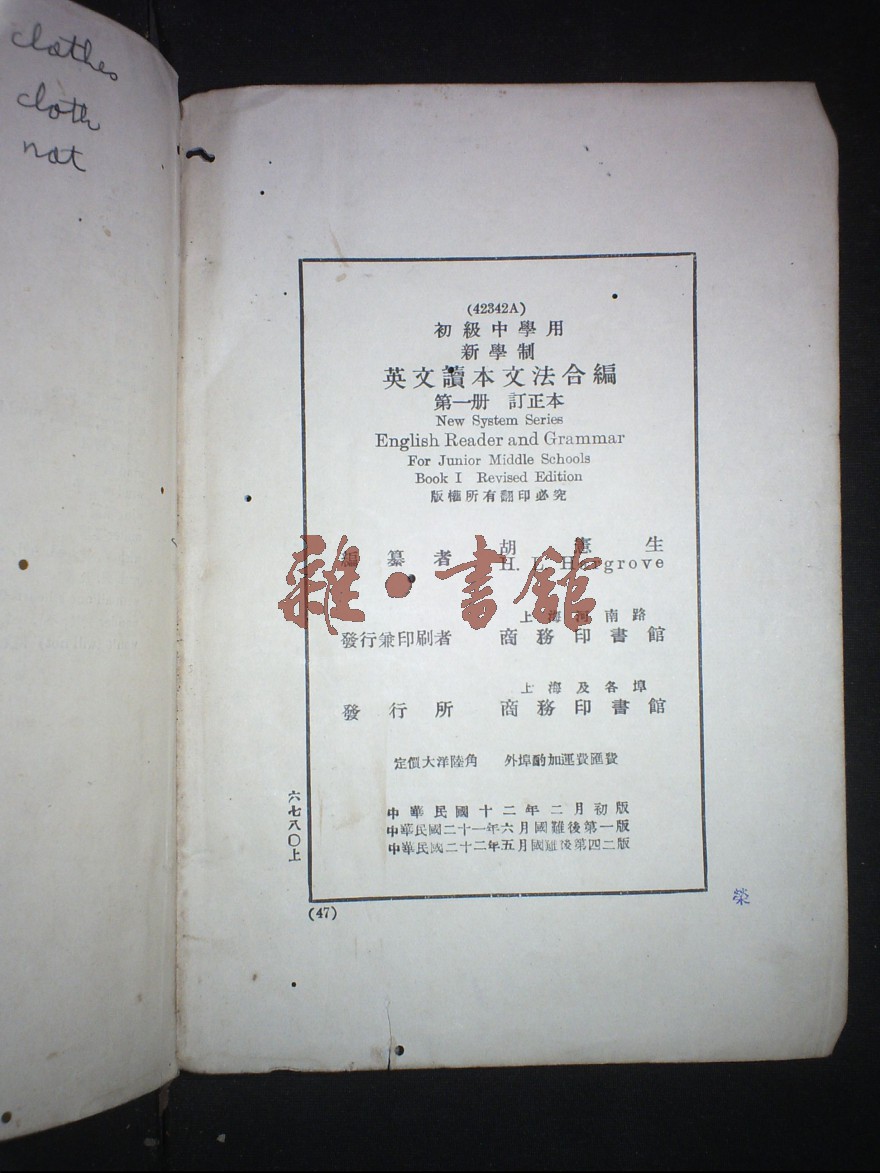 clothes
cloth
not
(42342A)
初級中學用
新學制
英文讀本文法合編
第一册 訂正本
New System Series
English Reader and Grammar
For Junior Middle Schools
Book I Revised Edition
版權所有翻印必究
編纂者 胡憲生
H. L. Hargrove
上海河南路
發行兼印刷者 商務印書館
上海及各埠
發行所 商務印書館
定價大洋陸角 外埠酌加運費匯費
中華民國十二年二月初版
中華民國二十一年六月國難後第一版
中華民國二十二年五月國難後第四二版
六七八〇上
(47)
榮
雜·書館